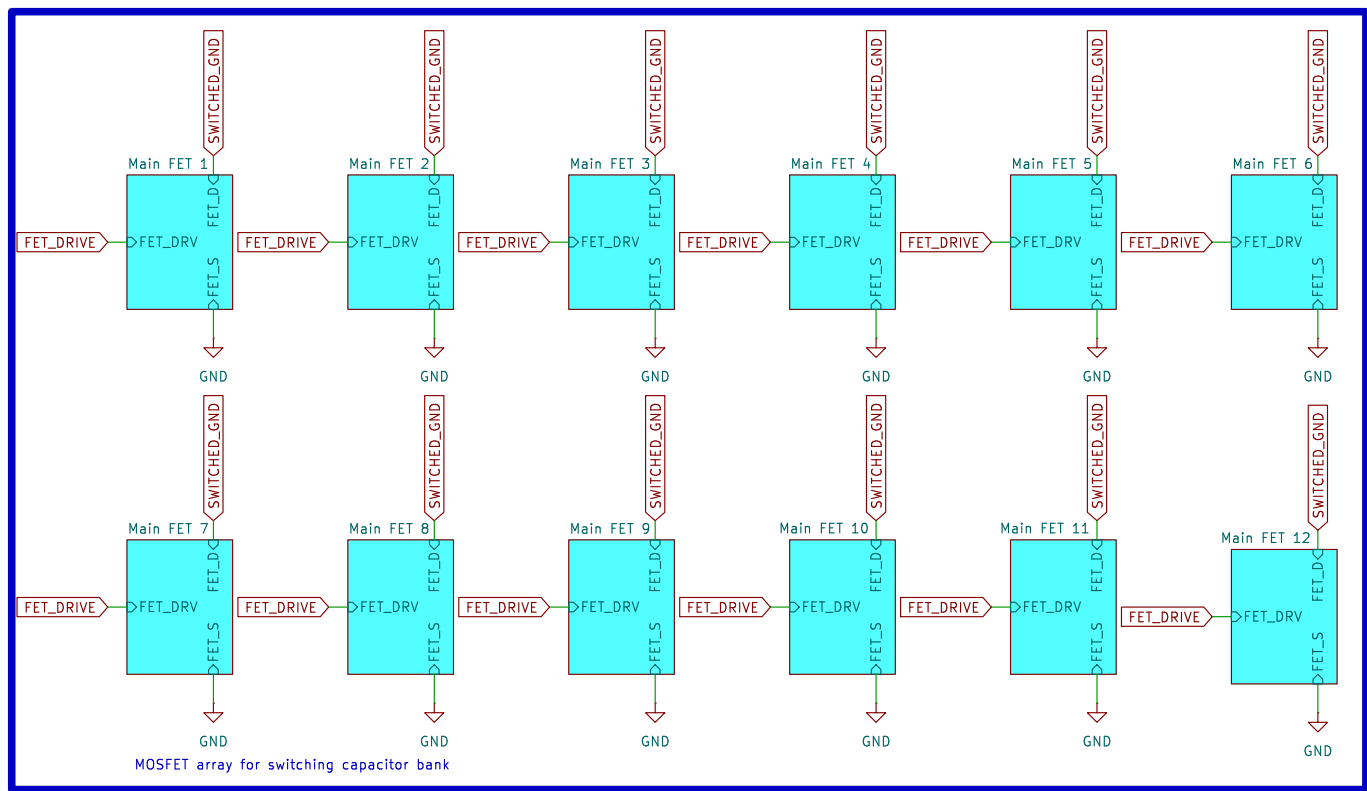 SWITCHED_GND SWITCHED_GND SWITCHED_GND SWITCHED_GND SWITCHED_GND SWITCHED_GND
Main FET 1 Main FET 2 Main FET 3 Main FET 4 Main FET 5 Main FET 6
FET_D FET_D FET_D FET_D FET_D FET_D
FET_DRIVE FET_DRV FET_DRIVE FET_DRV FET_DRIVE FET_DRV FET_DRIVE FET_DRV FET_DRIVE FET_DRV FET_DRIVE FET_DRV
FET_S FET_S FET_S FET_S FET_S FET_S
GND GND GND GND GND GND
SWITCHED_GND SWITCHED_GND SWITCHED_GND SWITCHED_GND SWITCHED_GND SWITCHED_GND
Main FET 7 Main FET 8 Main FET 9 Main FET 10 Main FET 11 Main FET 12
FET_D FET_D FET_D FET_D FET_D FET_D
FET_DRIVE FET_DRV FET_DRIVE FET_DRV FET_DRIVE FET_DRV FET_DRIVE FET_DRV FET_DRIVE FET_DRV FET_DRIVE FET_DRV
FET_S FET_S FET_S FET_S FET_S FET_S
GND GND GND GND GND GND
MOSFET array for switching capacitor bank